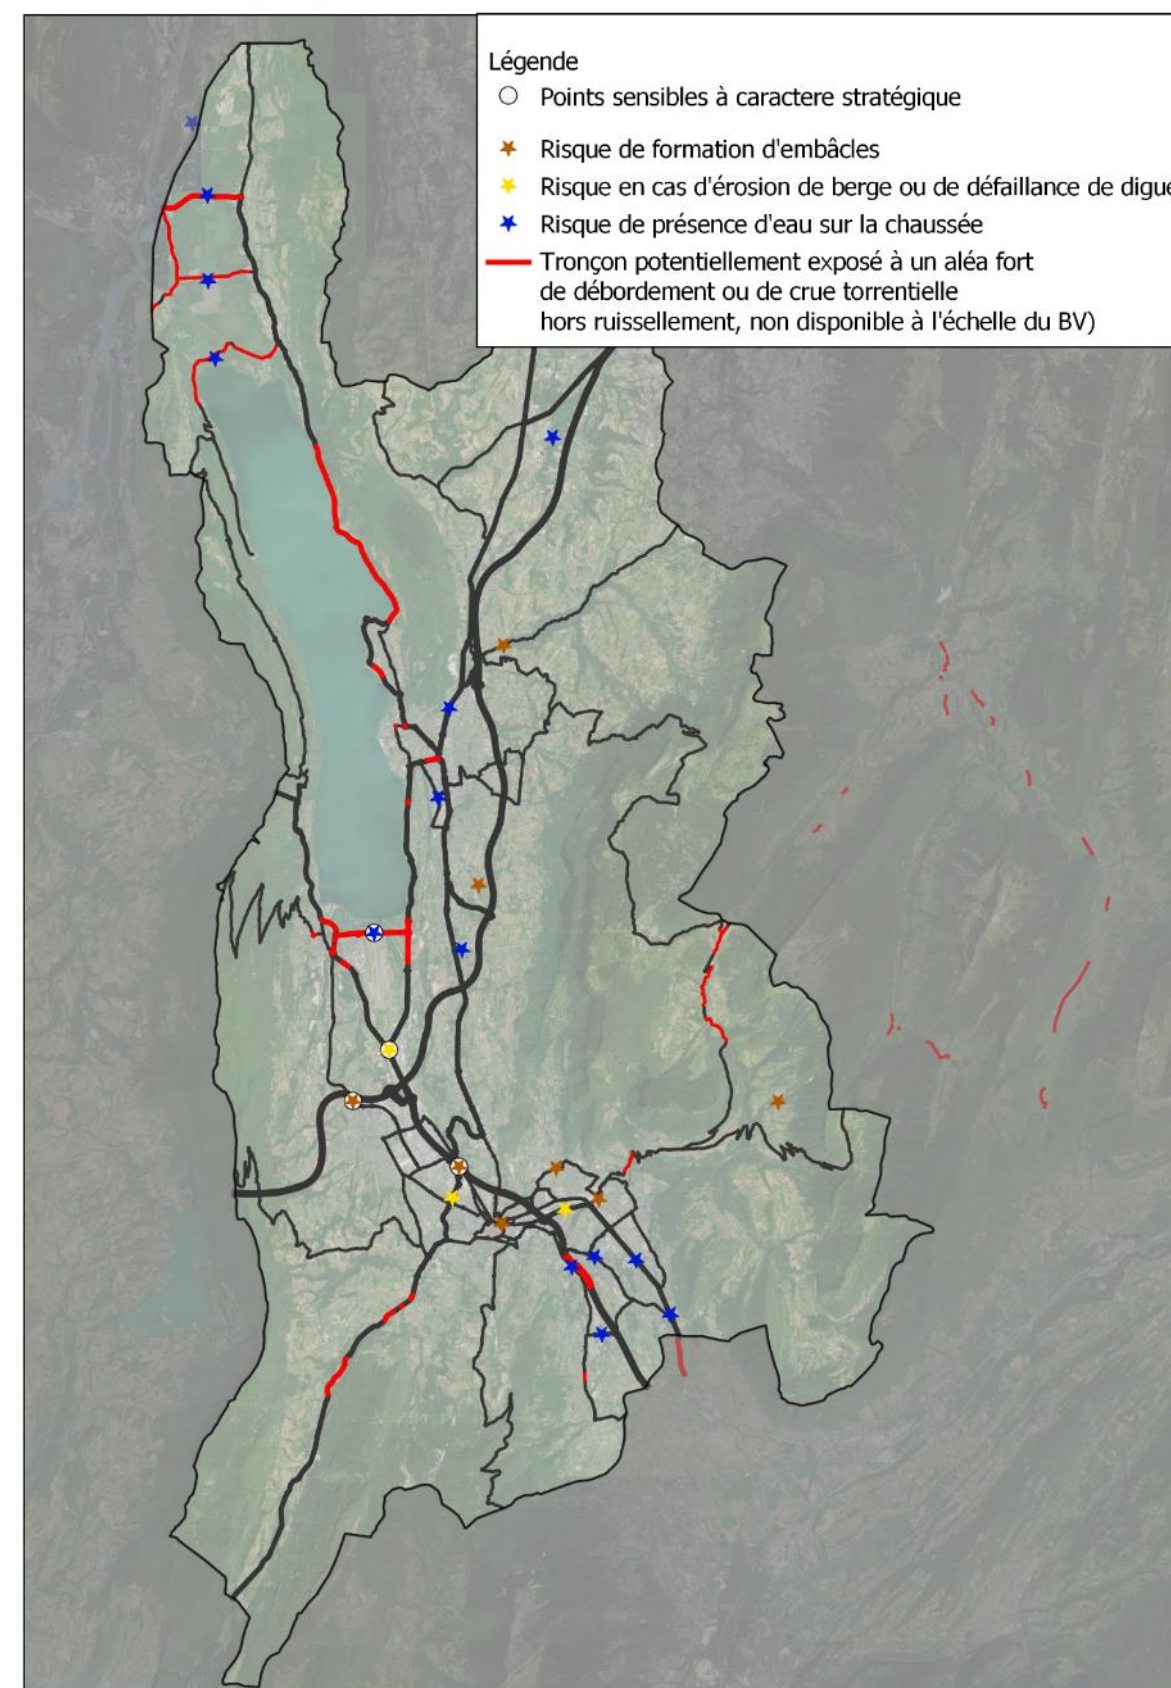 Légende
Points sensibles à caractère stratégique
Risque de formation d'embâcles
Risque en cas d'érosion de berge ou de défaillance de digue
Risque de présence d'eau sur la chaussée
Tronçon potentiellement exposé à un aléa fort
de débordement ou de crue torrentielle
hors ruissellement, non disponible à l'échelle du BV)